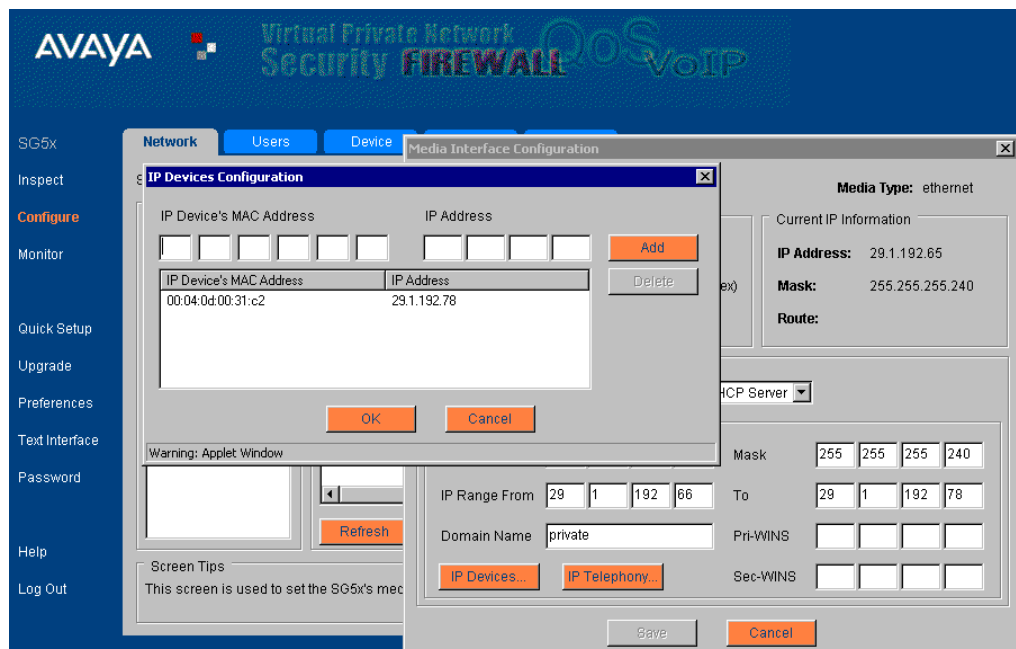 AVAYA
Virtual Private Network
Security FIREWALL QoS VoIP
SG5x
Inspect
Configure
Monitor
Quick Setup
Upgrade
Preferences
Text Interface
Password
Help
Log Out
Network Users Device
Media Interface Configuration
Media Type: ethernet
Current IP Information
IP Address: 29.1.192.65
Mask: 255.255.255.240
Route:
IP Devices Configuration
IP Device's MAC Address IP Address
Add
Delete
IP Device's MAC Address IP Address
00:04:0d:00:31:c2 29.1.192.78
OK Cancel
Warning: Applet Window
ex)
HCP Server
Mask 255 255 255 240
IP Range From 29 1 192 66 To 29 1 192 78
Domain Name private Pri-WINS
IP Devices... IP Telephony... Sec-WINS
Save Cancel
Refresh
Screen Tips
This screen is used to set the SG5x's mec